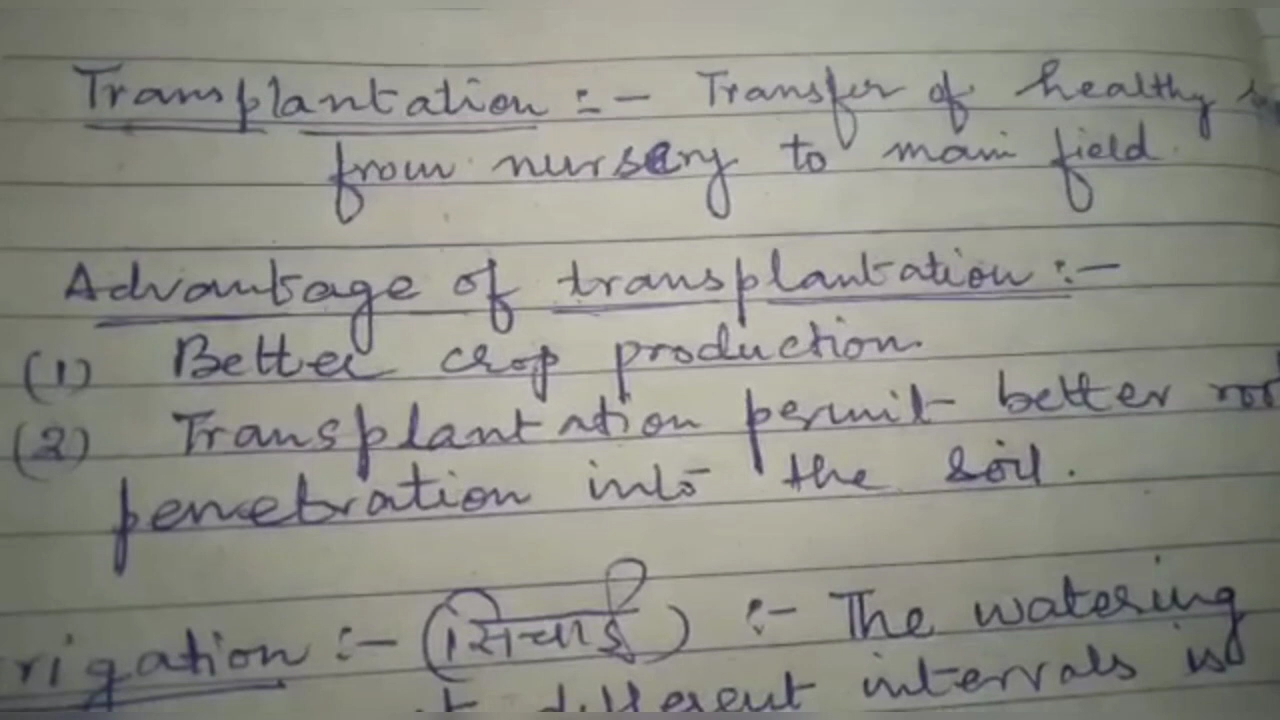 Transplantation :- Transfer of healthy
from nursery to main field.
Advantage of transplantation :-
(1) Better crop production.
(2) Transplantation permit better
penetration into the soil.
rigation :- (सिंचाई) :- The watering
different intervals is